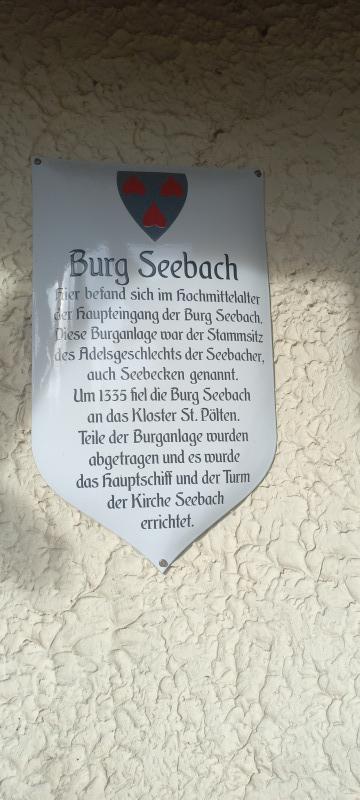 Burg Seebach
Hier befand sich im Hochmittelalter
der Haupteingang der Burg Seebach.
Diese Burganlage war der Stammsitz
des Adelsgeschlechts der Seebacher,
auch Seebecken genannt.
Um 1335 fiel die Burg Seebach
an das Kloster St. Pölten.
Teile der Burganlage wurden
abgetragen und es wurde
das Hauptschiff und der Turm
der Kirche Seebach
errichtet.